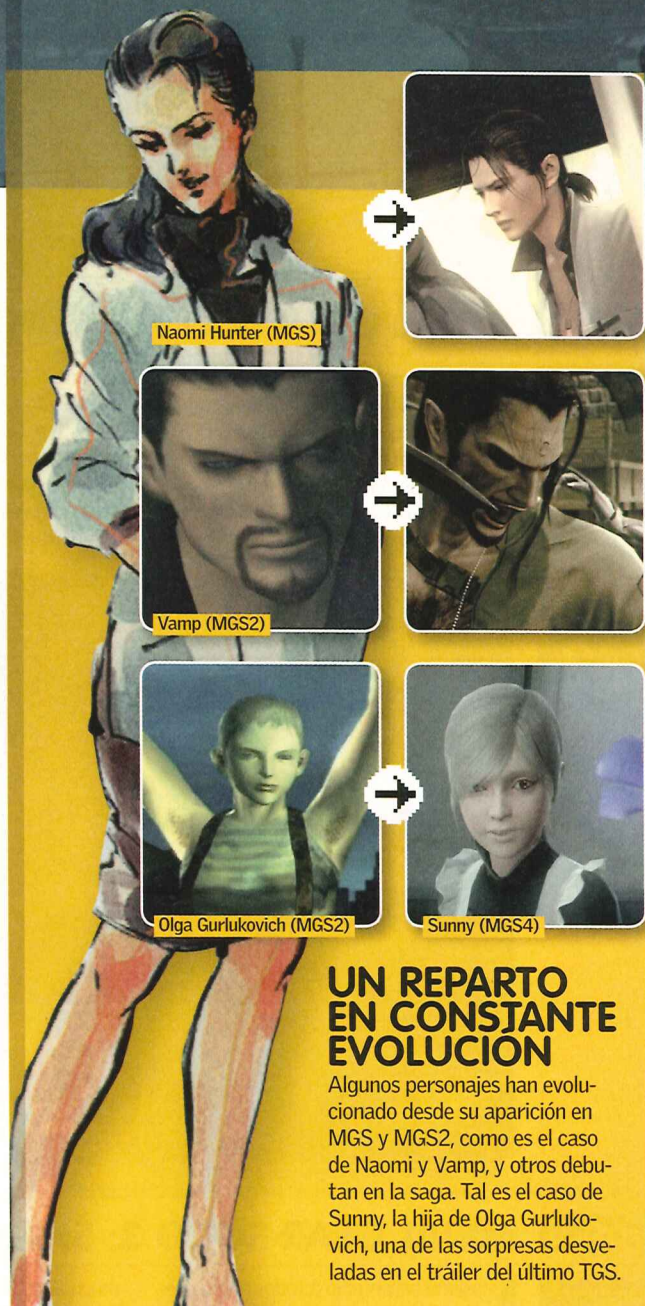 Naomi Hunter (MGS)
Vamp (MGS2)
Olga Gurlukovich (MGS2)
Sunny (MGS4)
UN REPARTO
EN CONSTANTE
EVOLUCIÓN
Algunos personajes han evolu-
cionado desde su aparición en
MGS y MGS2, como es el caso
de Naomi y Vamp, y otros debu-
tan en la saga. Tal es el caso de
Sunny, la hija de Olga Gurluko-
vich, una de las sorpresas desve-
ladas en el tráiler del último TGS.